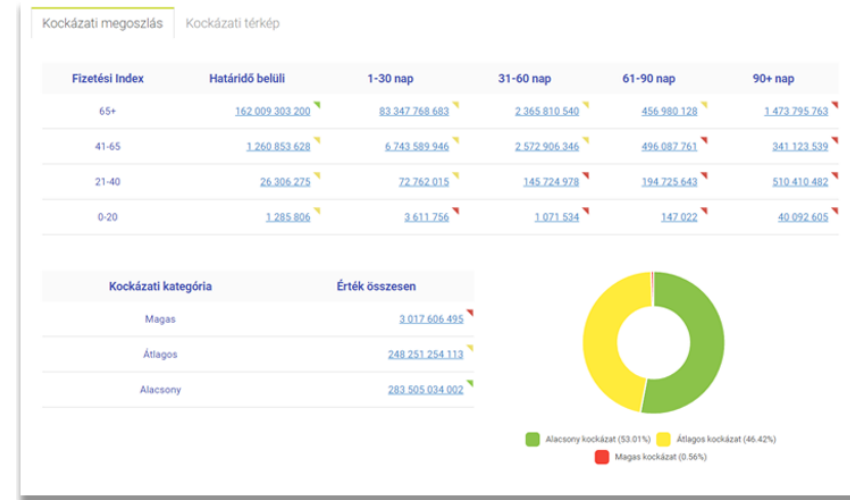 Kockázati megoszlás Kockázati térkép
Fizetési Index Határidő belüli 1-30 nap 31-60 nap 61-90 nap 90+ nap
65+ 162 009 303 200 83 347 768 683 2 365 810 540 456 980 128 1 473 795 763
41-65 1 260 853 628 6 743 589 946 2 572 906 346 496 087 761 341 123 539
21-40 26 306 275 72 762 015 145 724 978 194 725 643 510 410 482
0-20 1 285 806 3 611 756 1 071 534 147 022 40 092 605
Kockázati kategória Érték összesen
Magas 3 017 606 495
Átlagos 248 251 254 113
Alacsony 283 505 034 002
Alacsony kockázat (53.01%) Átlagos kockázat (46.42%)
Magas kockázat (0.56%)